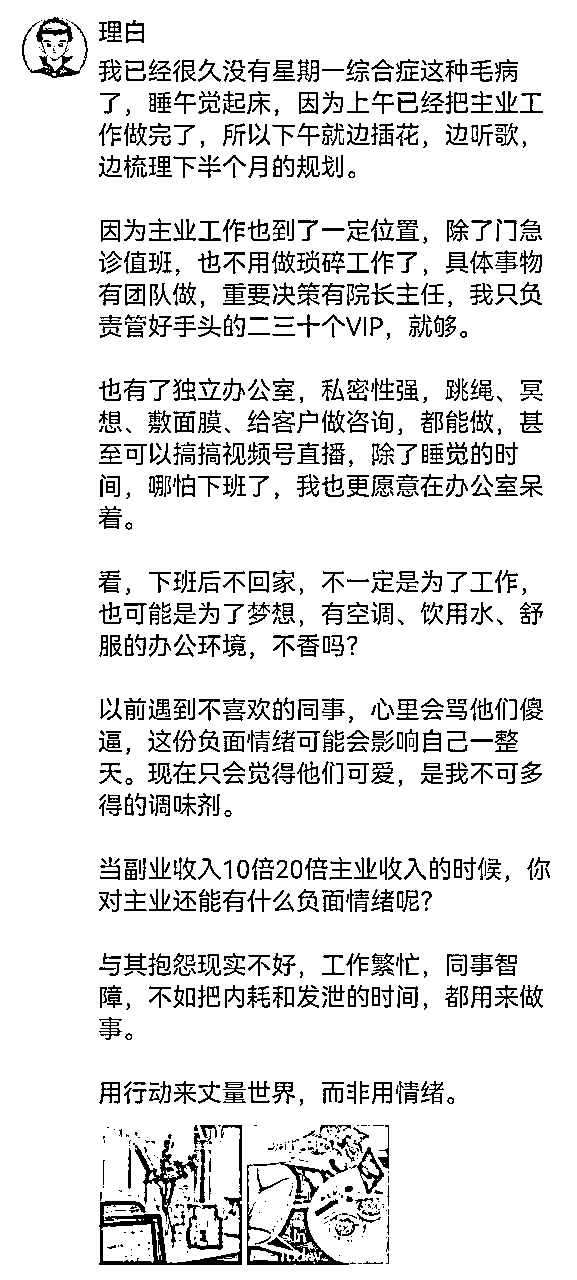 理白
我已经很久没有星期一综合症这种毛病
了，睡午觉起床，因为上午已经把主业工
作做完了，所以下午就边插花，边听歌，
边梳理下半个月的规划。
因为主业工作也到了一定位置，除了门急
诊值班，也不用做琐碎工作了，具体事物
有团队做，重要决策有院长主任，我只负
责管好手头的二三十个VIP，就够。
也有了独立办公室，私密性强，跳绳、冥
想、敷面膜、给客户做咨询，都能做，甚
至可以搞搞视频号直播，除了睡觉的时
间，哪怕下班了，我也更愿意在办公室呆
着。
看，下班后不回家，不一定是为了工作，
也可能是为了梦想，有空调、饮用水、舒
服的办公环境，不香吗？
以前遇到不喜欢的同事，心里会骂他们傻
逼，这份负面情绪可能会影响自己一整
天。现在只会觉得他们可爱，是我不可多
得的调味剂。
当副业收入10倍20倍主业收入的时候，你
对主业还能有什么负面情绪呢？
与其抱怨现实不好，工作繁忙，同事智
障，不如把内耗和发泄的时间，都用来做
事。
用行动来丈量世界，而非用情绪。
Today